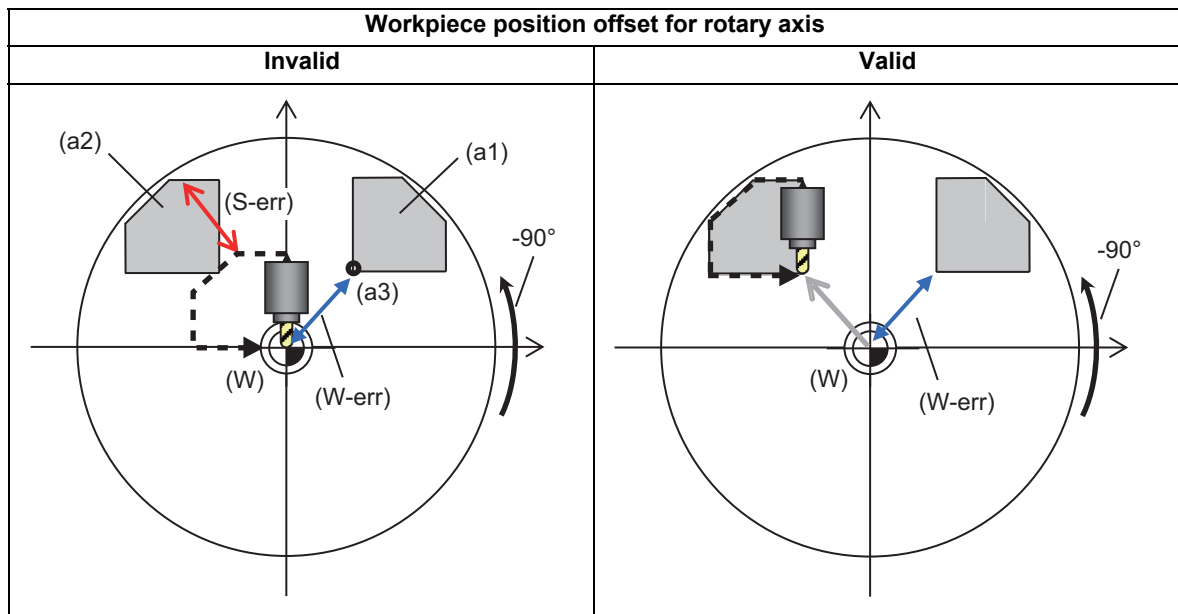 Workpiece position offset for rotary axis
Invalid
Valid
(a2)
(a1)
(S-err)
-90°
(a3)
(W)
(W-err)
-90°
(W)
(W-err)